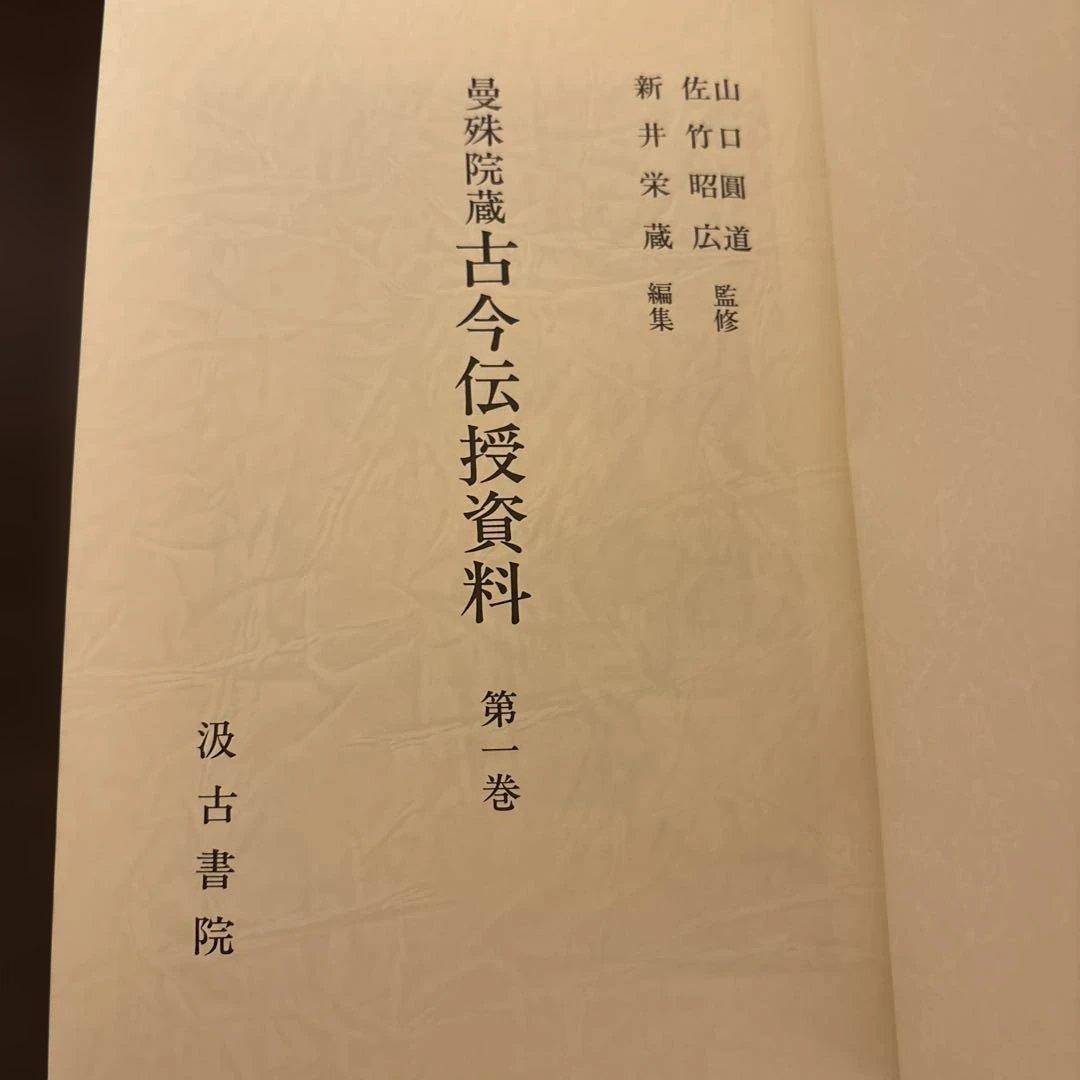 山口圓道
佐竹昭広 監修
新井栄蔵 編集
曼殊院蔵古今伝授資料 第一巻
汲古書院